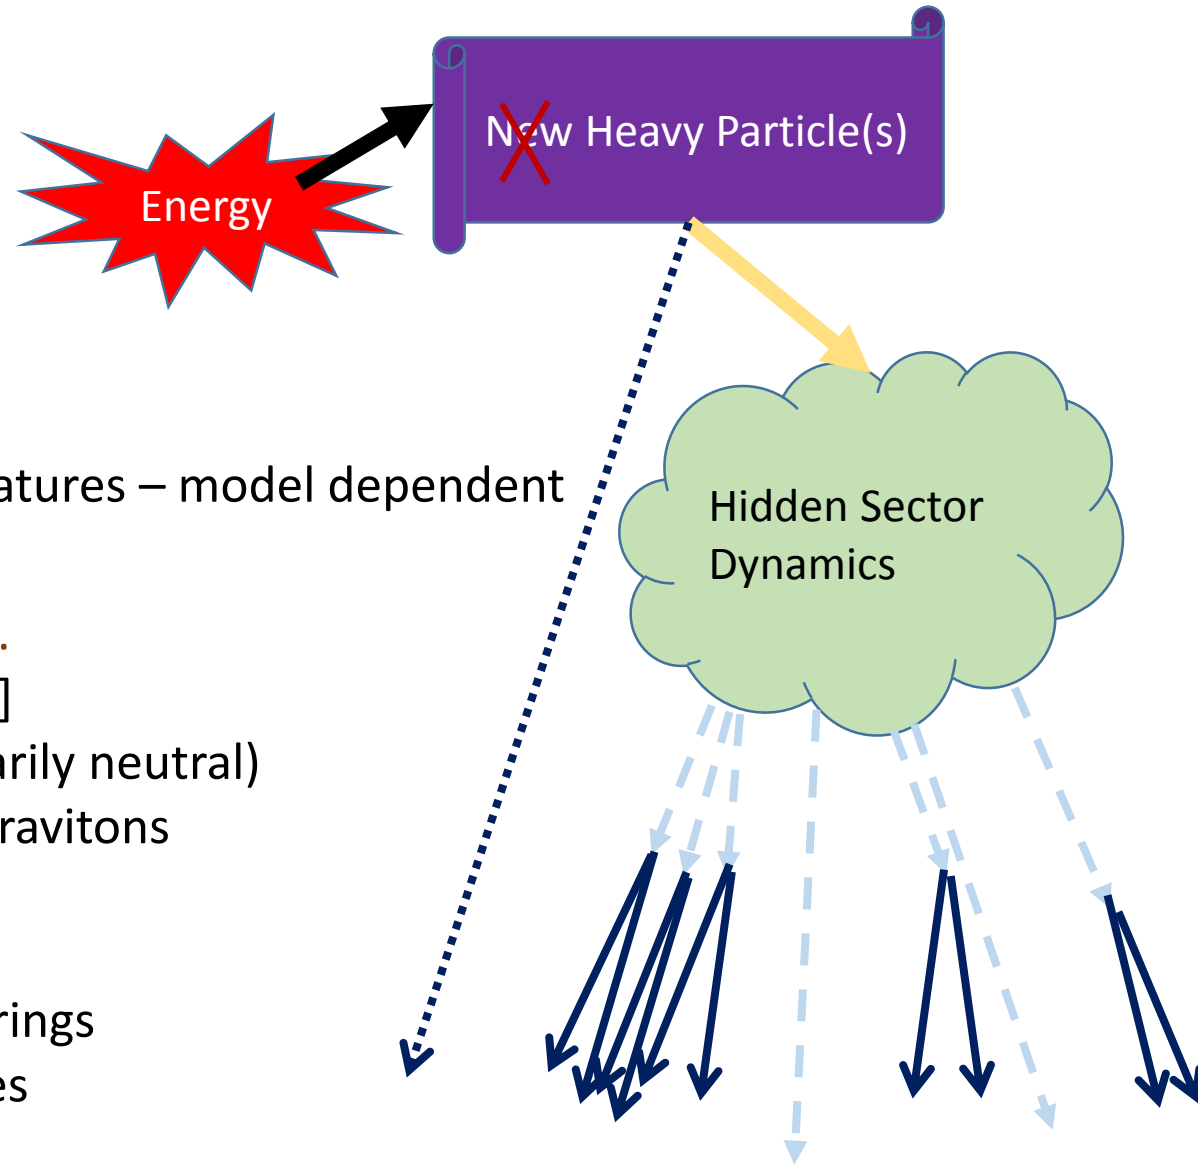 New Heavy Particle(s)
Energy
atures – model dependent
Hidden Sector
Dynamics
.
]
arily neutral)
ravitons
rings
es